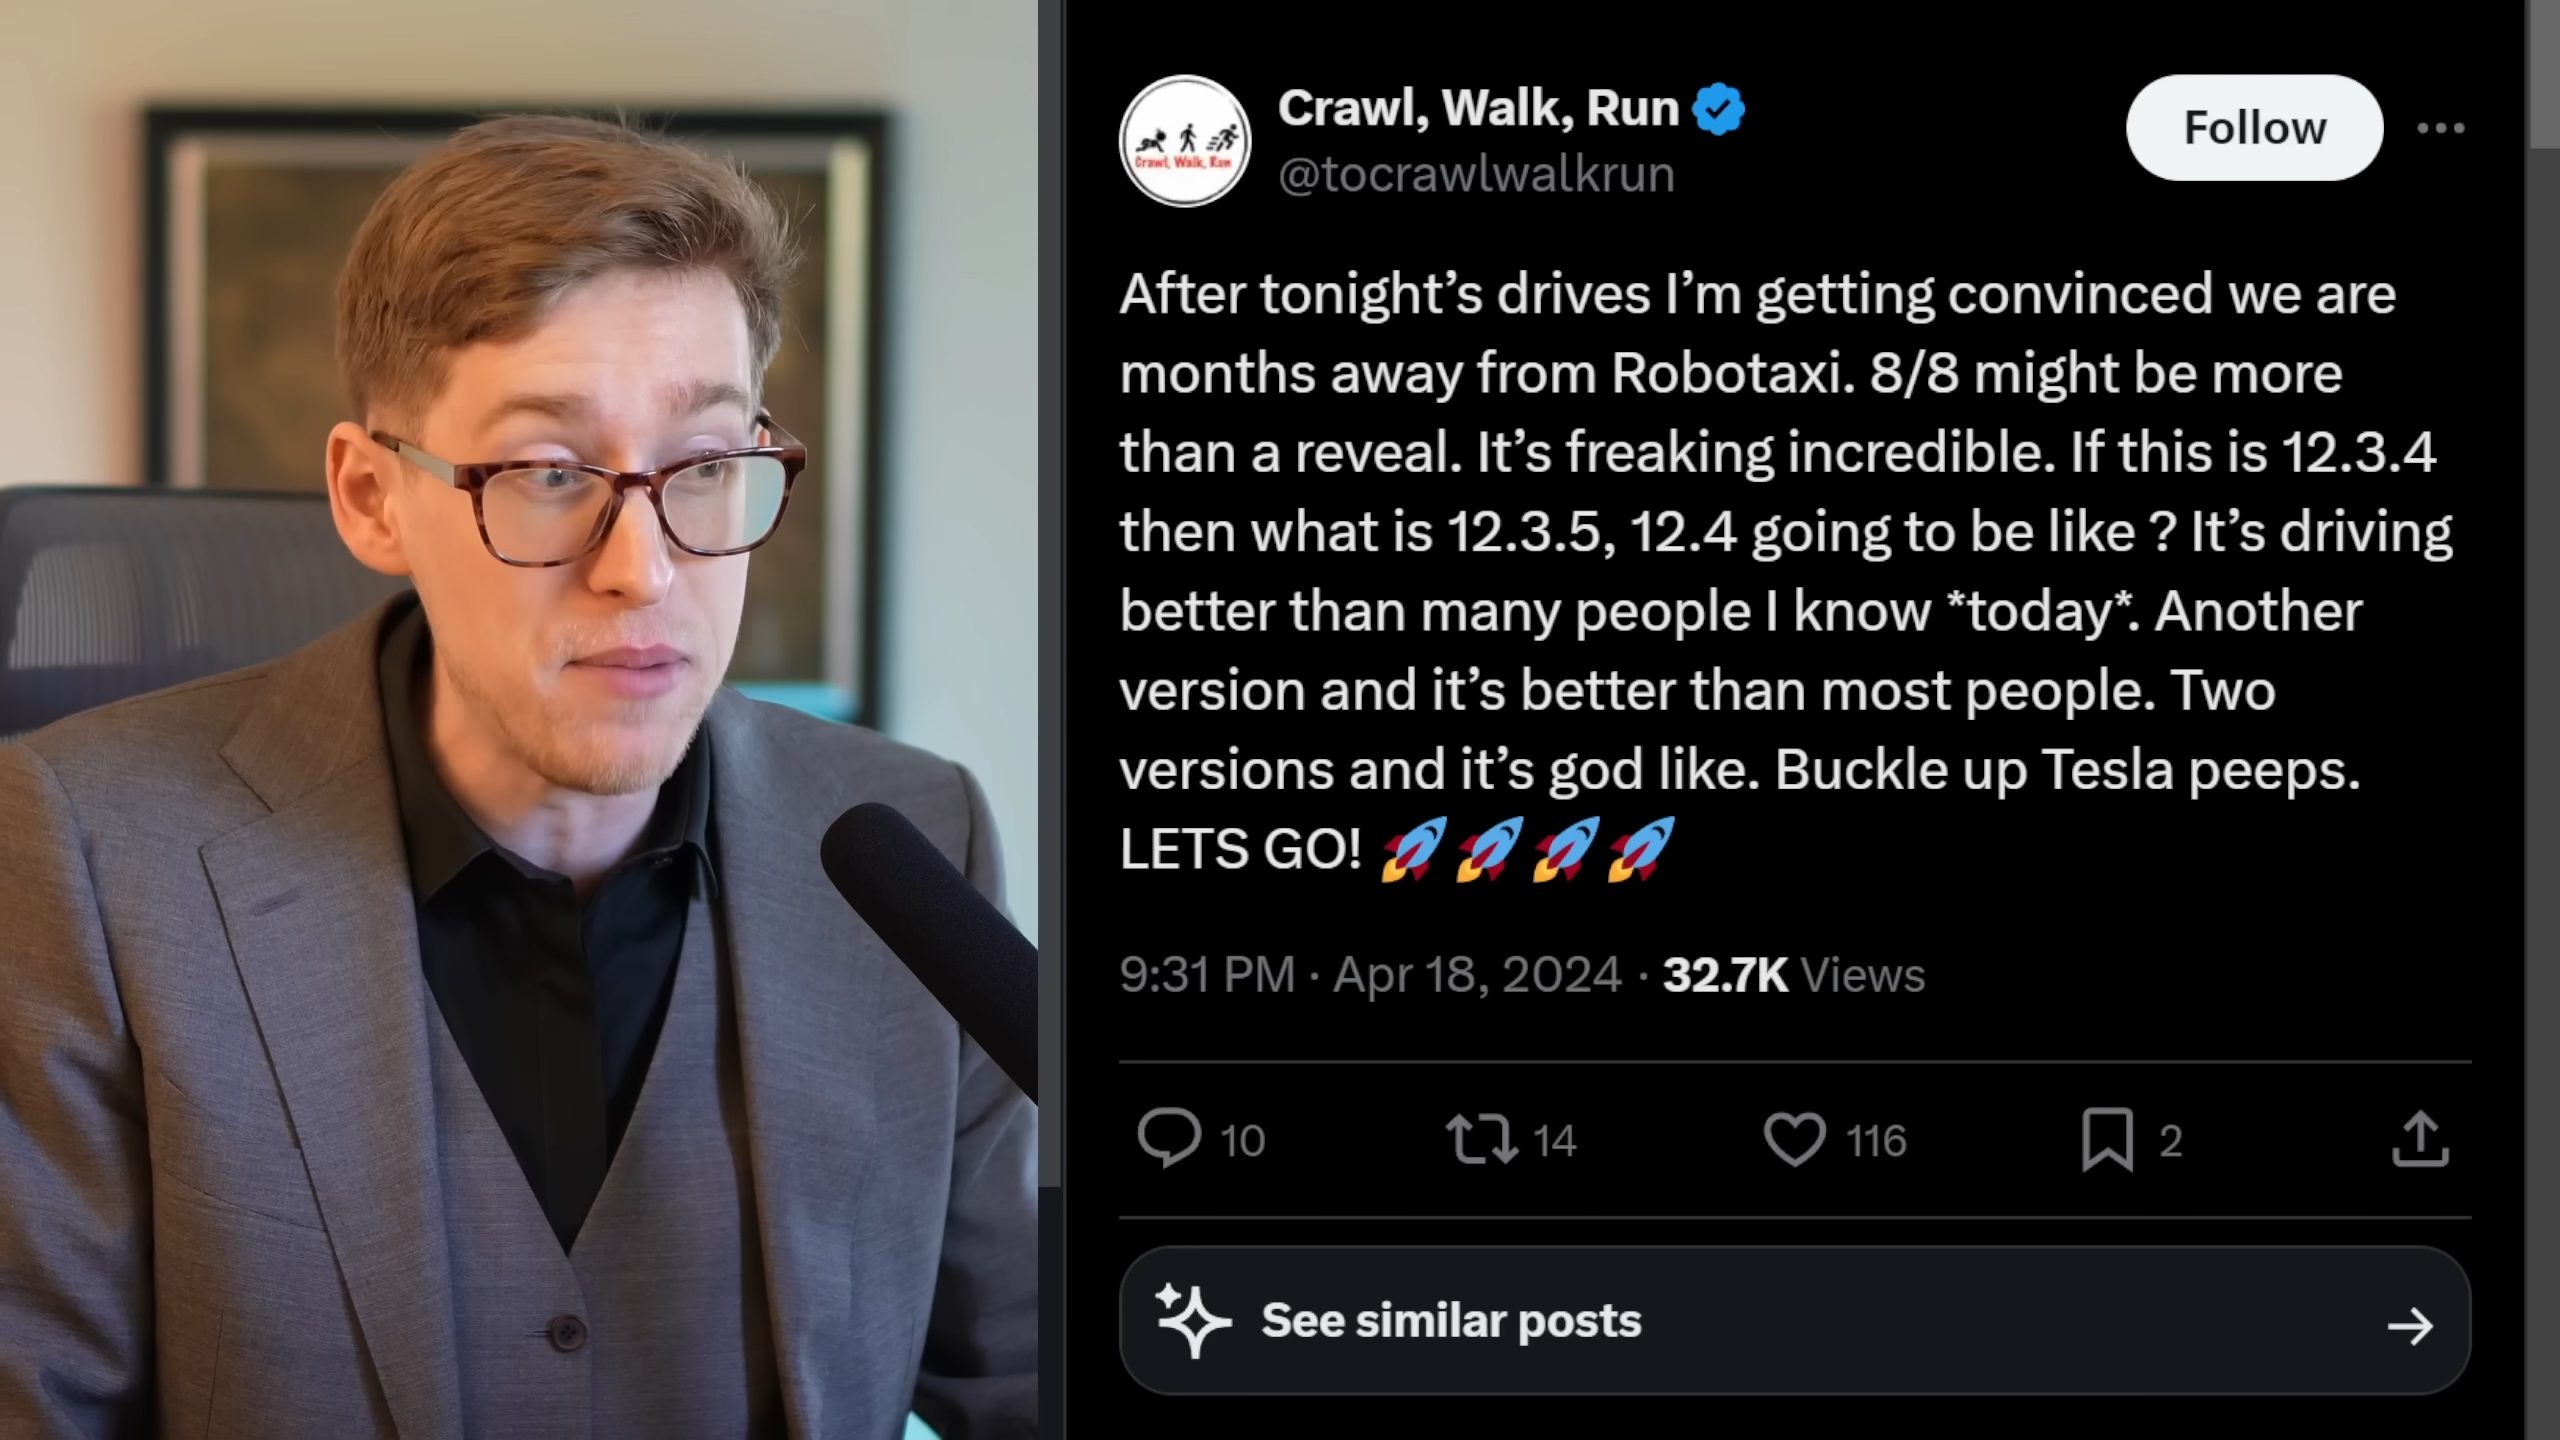 Crawl, Walk, Run
Crawl, Walk, Run
@tocrawlwalkrun
Follow
After tonight’s drives I’m getting convinced we are
months away from Robotaxi. 8/8 might be more
than a reveal. It’s freaking incredible. If this is 12.3.4
then what is 12.3.5, 12.4 going to be like ? It’s driving
better than many people I know *today*. Another
version and it’s better than most people. Two
versions and it’s god like. Buckle up Tesla peeps.
LETS GO! 🚀🚀🚀🚀
9:31 PM · Apr 18, 2024 · 32.7K Views
10 14 116 2
See similar posts